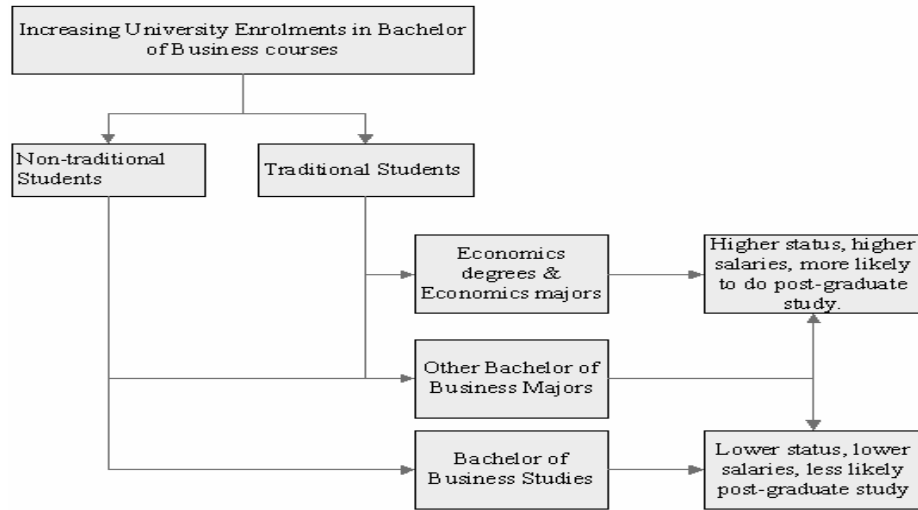 Increasing University Enrolments in Bachelor
of Business courses
Non-traditional
Students
Traditional Students
Economics
degrees &
Economics majors
Higher status, higher
salaries, more likely
to do post-graduate
study.
Other Bachelor of
Business Majors
Bachelor of
Business Studies
Lower status, lower
salaries, less likely
post-graduate study